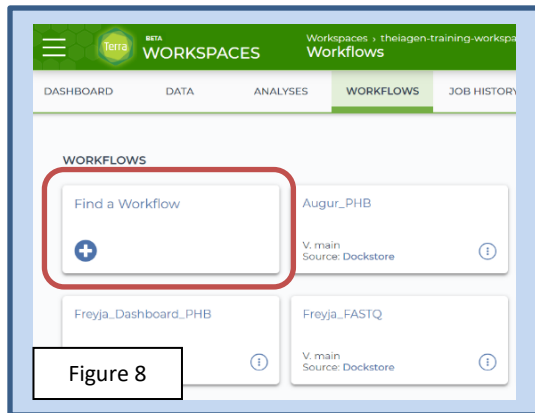 Terra
BETA
WORKSPACES
Workspaces › theiagen-training-workspa
Workflows
DASHBOARD DATA ANALYSES WORKFLOWS JOB HISTORY
WORKFLOWS
Find a Workflow
Augur_PHB
V. main
Source: Dockstore
Freyja_Dashboard_PHB
Freyja_FASTQ
V. main
Source: Dockstore
Figure 8